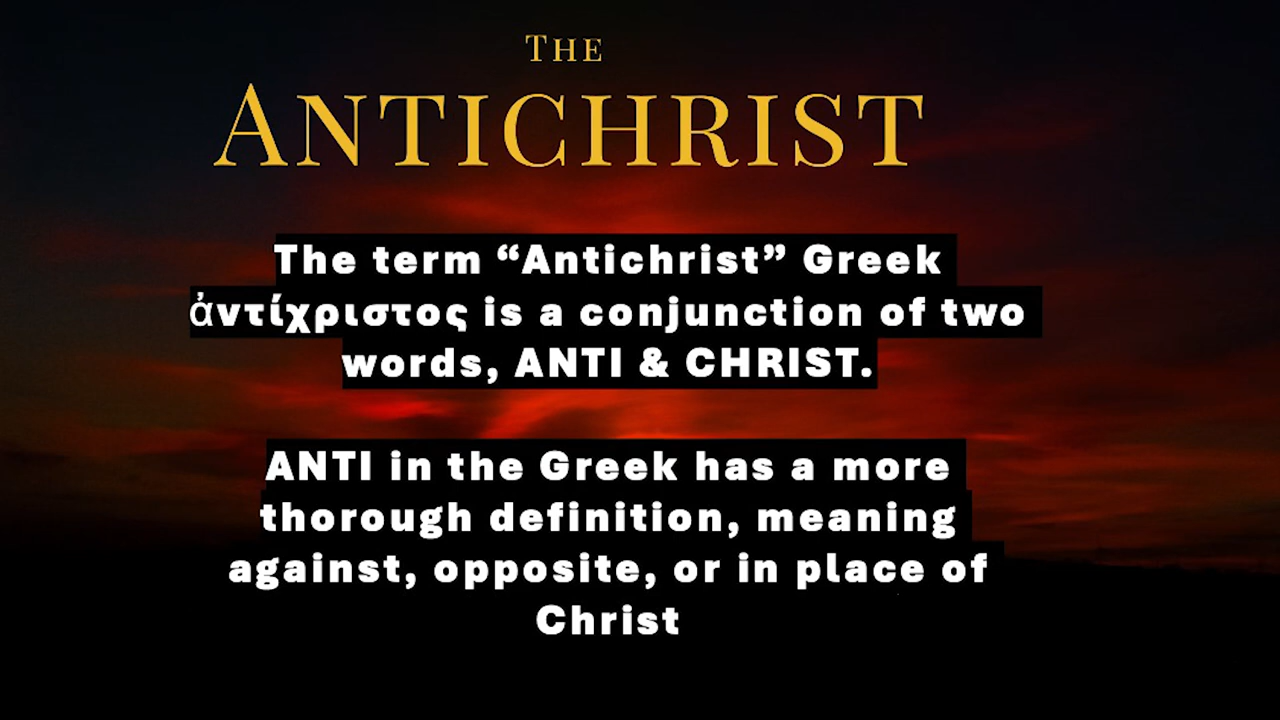 The
Antichrist
The term “Antichrist” Greek
ἀντίχριστος is a conjunction of two
words, ANTI & CHRIST.
ANTI in the Greek has a more
thorough definition, meaning
against, opposite, or in place of
Christ